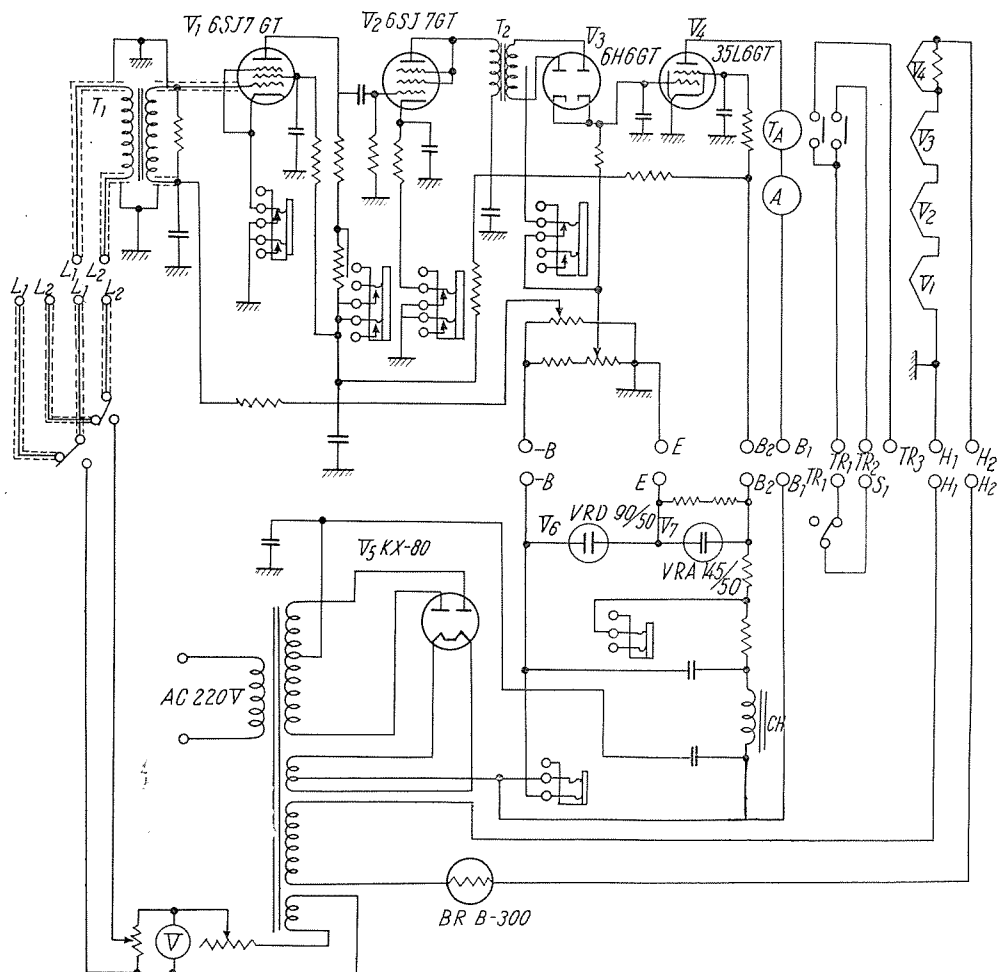 V1 6SJ7 GT
V2 6SJ7GT
T2
V3
6H6GT
V4
35L6GT
T1
TA
A
V4
V3
V2
V1
L1 L2
L1 L2 L1 L2
-B E B2 B1 TR1 TR2 TR3 H1 H2
-B E B2 B1 TR1 S1 H1 H2
V6 VRD 90/50 V7
VRA 145/50
V5 KX-80
AC 220V
CH
BR B-300
V